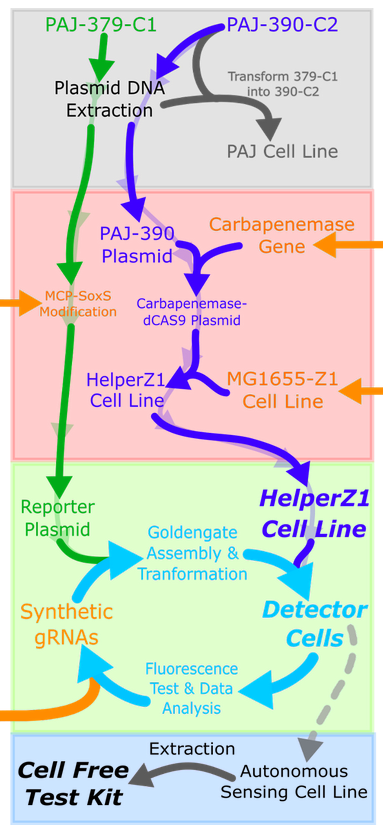 PAJ-379-C1
PAJ-390-C2
Plasmid DNA
Extraction
Transform 379-C1
into 390-C2
PAJ Cell Line
PAJ-390
Plasmid
Carbapenemase
Gene
MCP-SoxS
Modification
Carbapenemase-
dCAS9 Plasmid
HelperZ1
Cell Line
MG1655-Z1
Cell Line
Reporter
Plasmid
HelperZ1
Cell Line
Goldengate
Assembly &
Tranformation
Synthetic
gRNAs
Detector
Cells
Fluorescence
Test & Data
Analysis
Extraction
Cell Free
Test Kit
Autonomous
Sensing Cell Line